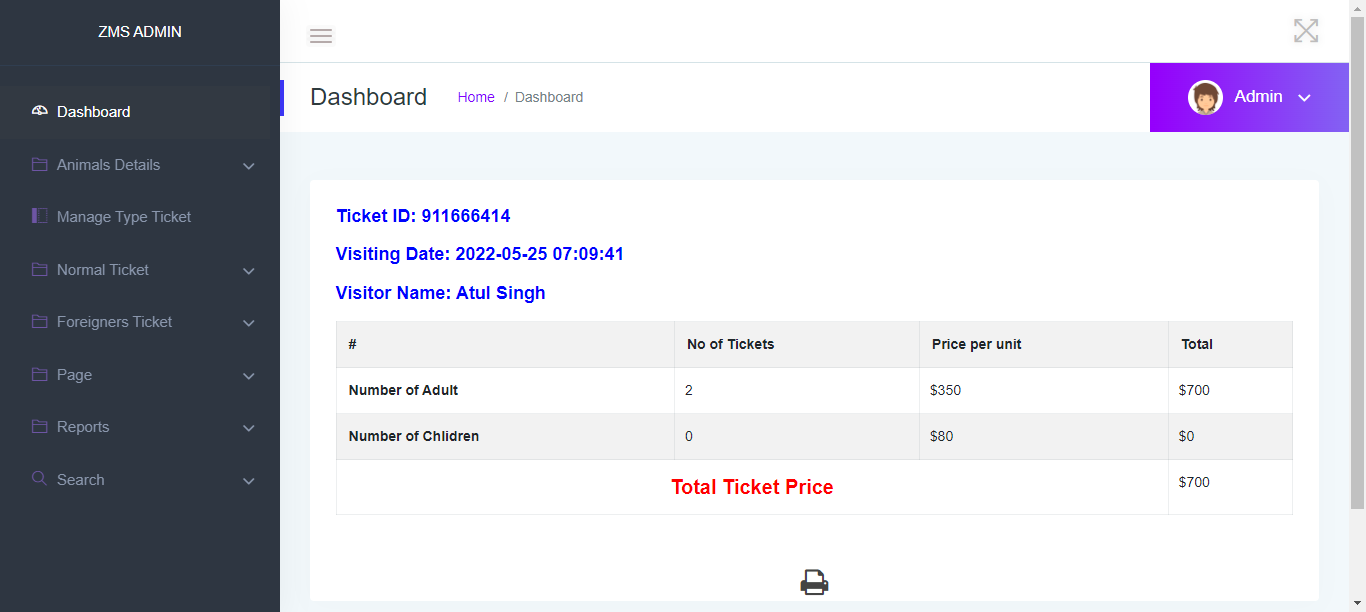 ZMS ADMIN
Dashboard
Animals Details
Manage Type Ticket
Normal Ticket
Foreigners Ticket
Page
Reports
Search
Dashboard Home / Dashboard
Admin
Ticket ID: 911666414
Visiting Date: 2022-05-25 07:09:41
Visitor Name: Atul Singh
# No of Tickets Price per unit Total
Number of Adult 2 $350 $700
Number of Chlidren 0 $80 $0
Total Ticket Price $700